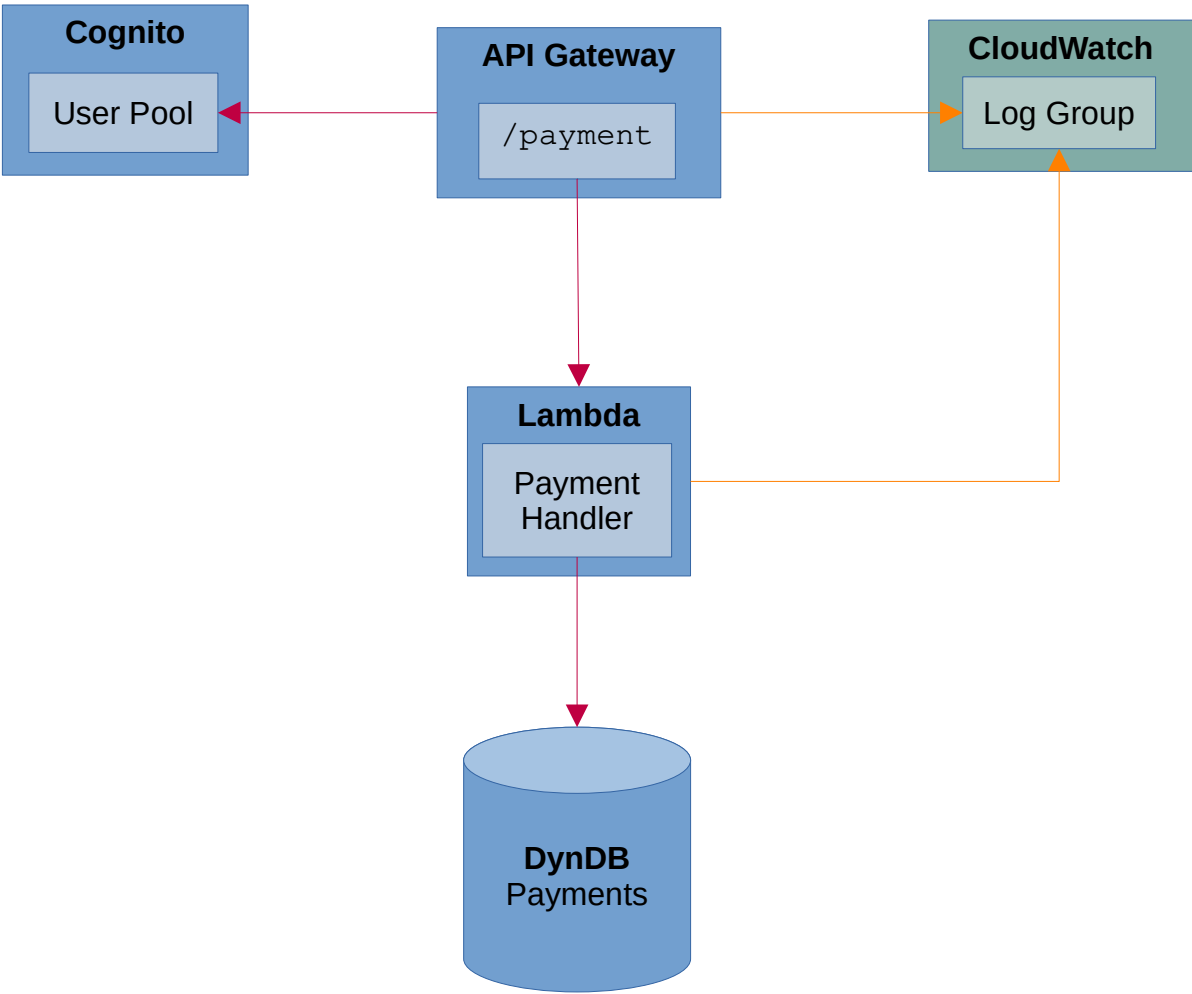 Cognito
User Pool
API Gateway
/payment
CloudWatch
Log Group
Lambda
Payment
Handler
DynDB
Payments